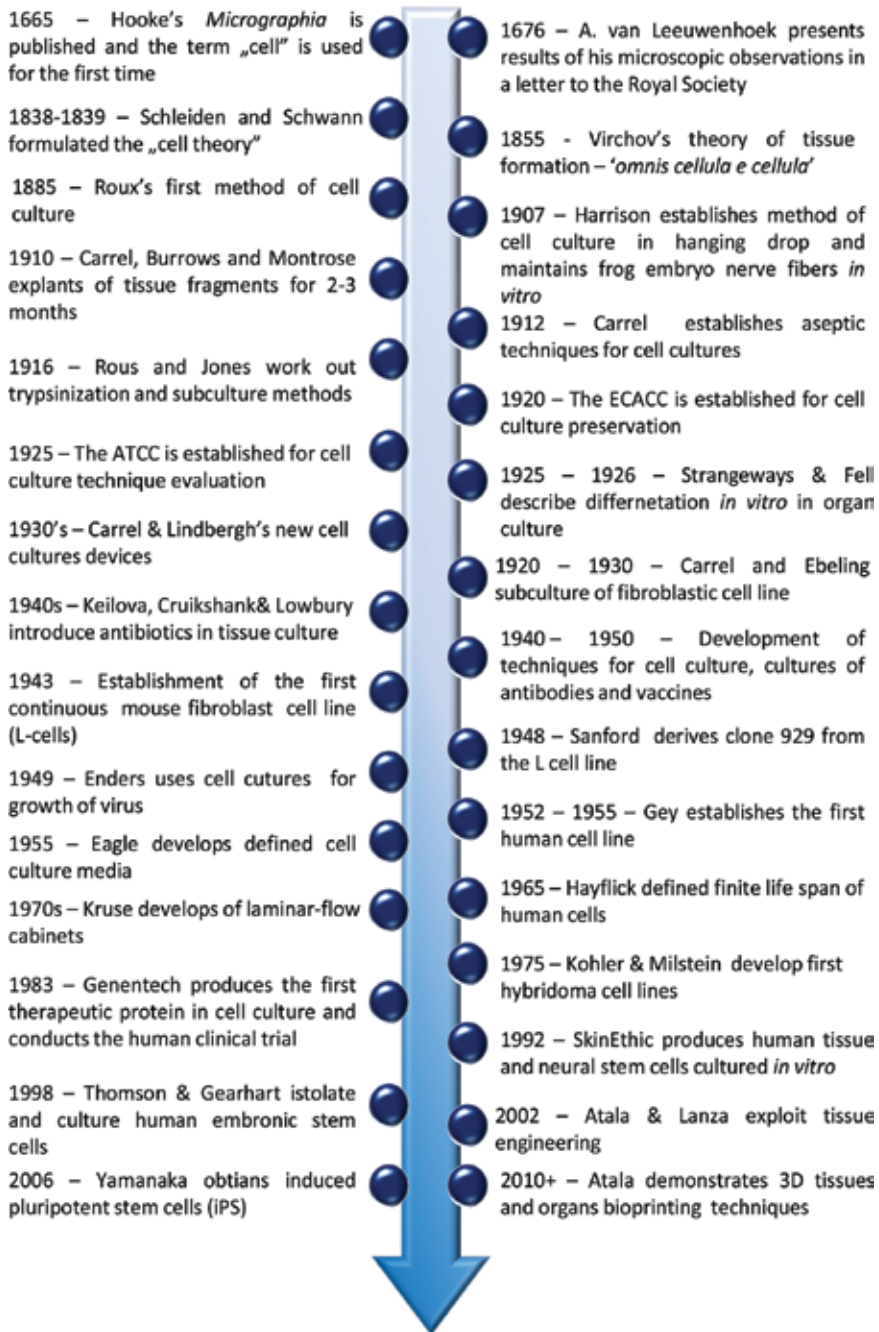 1665 – Hooke's Micrographia is
published and the term „cell" is used
for the first time
1676 – A. van Leeuwenhoek presents
results of his microscopic observations in
a letter to the Royal Society
1838-1839 – Schleiden and Schwann
formulated the „cell theory"
1855 - Virchov's theory of tissue
formation – 'omnis cellula e cellula'
1885 – Roux's first method of cell
culture
1907 – Harrison establishes method of
cell culture in hanging drop and
maintains frog embryo nerve fibers in
vitro
1910 – Carrel, Burrows and Montrose
explants of tissue fragments for 2-3
months
1912 – Carrel establishes aseptic
techniques for cell cultures
1916 – Rous and Jones work out
trypsinization and subculture methods
1920 – The ECACC is established for cell
culture preservation
1925 – The ATCC is established for cell
culture technique evaluation
1925 – 1926 – Strangeways & Fell
describe differnetation in vitro in organ
culture
1930's – Carrel & Lindbergh's new cell
cultures devices
1920 – 1930 – Carrel and Ebeling
subculture of fibroblastic cell line
1940s – Keilova, Cruikshank& Lowbury
introduce antibiotics in tissue culture
1940 – 1950 – Development of
techniques for cell culture, cultures of
antibodies and vaccines
1943 – Establishment of the first
continuous mouse fibroblast cell line
(L-cells)
1948 – Sanford derives clone 929 from
the L cell line
1949 – Enders uses cell cutures for
growth of virus
1952 – 1955 – Gey establishes the first
human cell line
1955 – Eagle develops defined cell
culture media
1965 – Hayflick defined finite life span of
human cells
1970s – Kruse develops of laminar-flow
cabinets
1975 – Kohler & Milstein develop first
hybridoma cell lines
1983 – Genentech produces the first
therapeutic protein in cell culture and
conducts the human clinical trial
1992 – SkinEthic produces human tissue
and neural stem cells cultured in vitro
1998 – Thomson & Gearhart istolate
and culture human embronic stem
cells
2002 – Atala & Lanza exploit tissue
engineering
2006 – Yamanaka obtians induced
pluripotent stem cells (iPS)
2010+ – Atala demonstrates 3D tissues
and organs bioprinting techniques